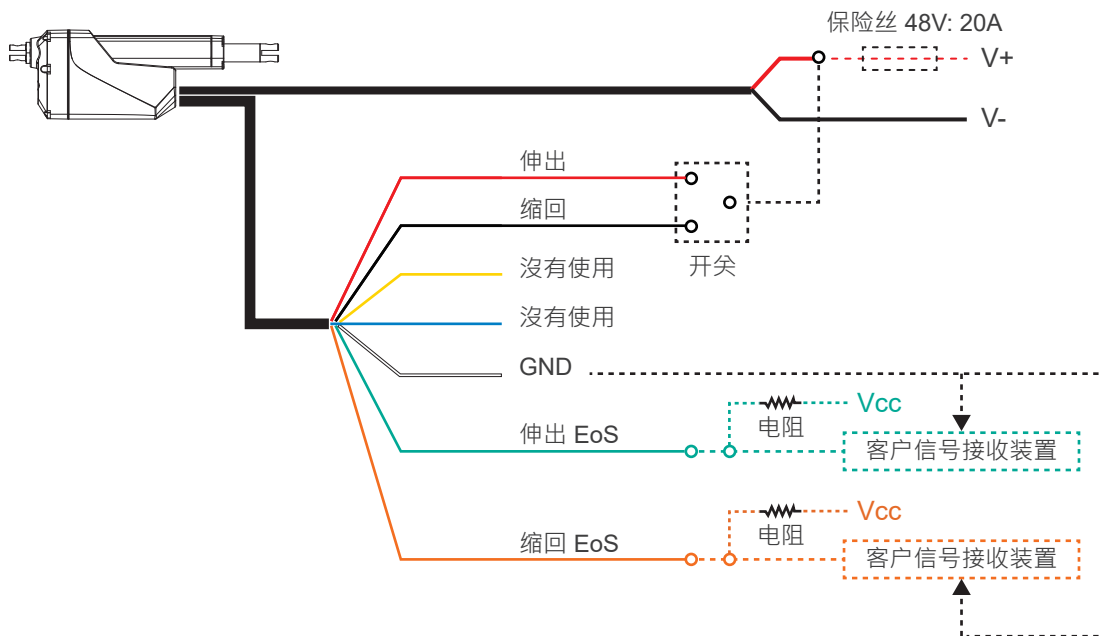 保险丝 48V: 20A
V+
V-
伸出
缩回
开关
沒有使用
沒有使用
GND
Vcc
电阻
伸出 EoS
客户信号接收装置
Vcc
电阻
缩回 EoS
客户信号接收装置